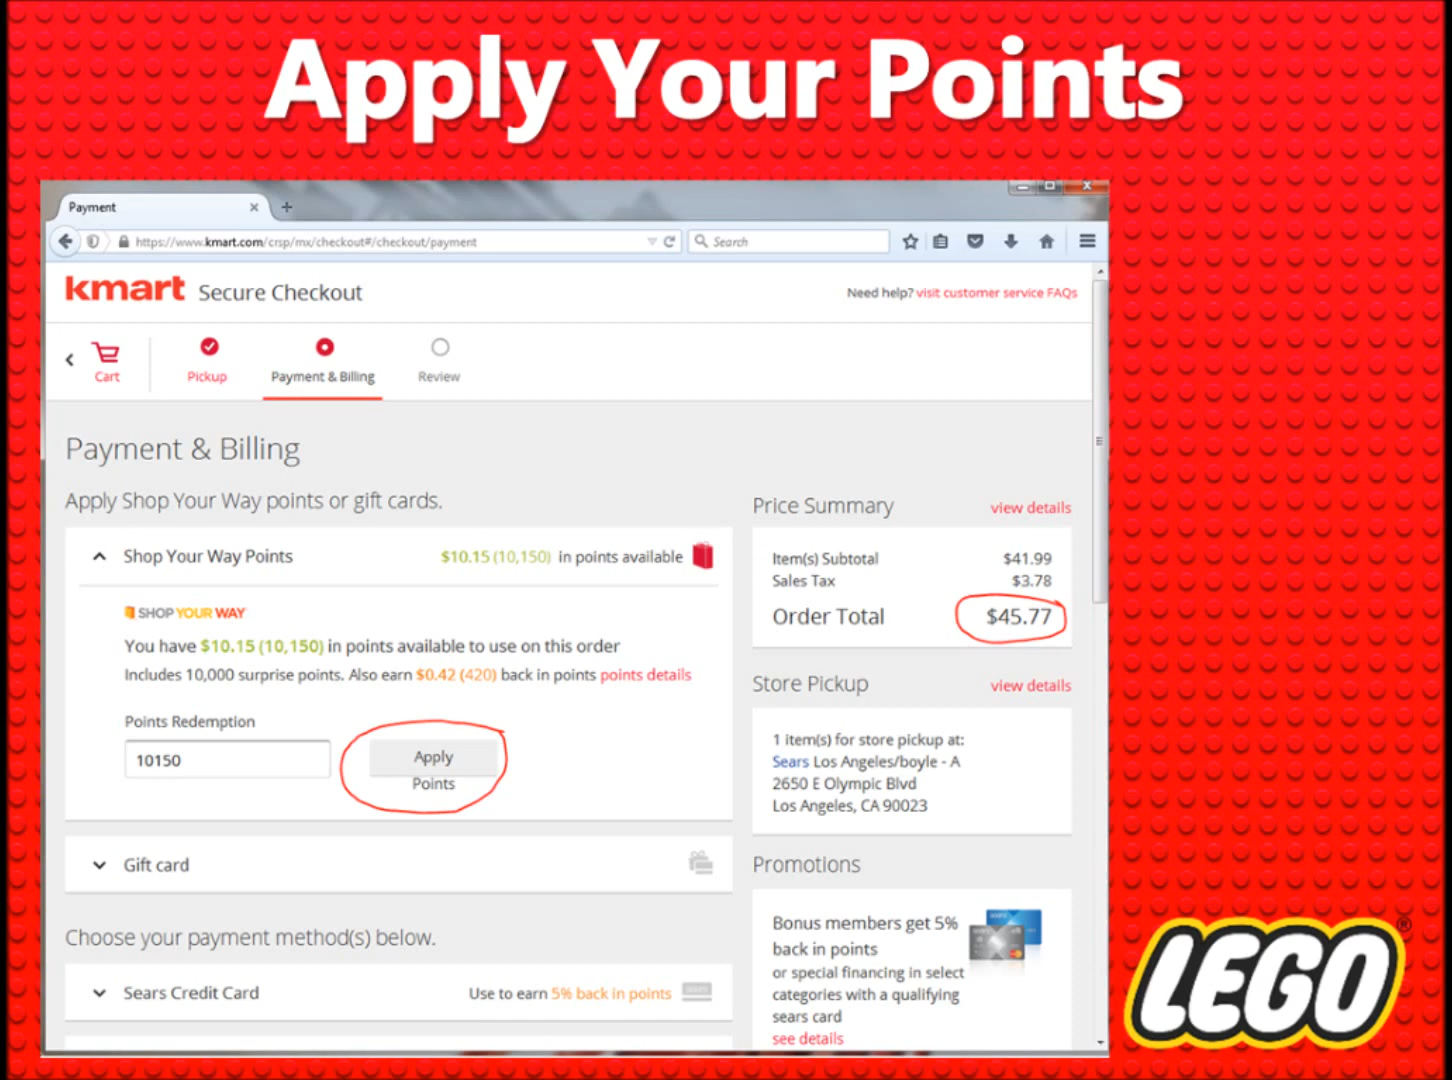 Apply Your Points
Payment
https://www.kmart.com/crsp/mx/checkout#/checkout/payment
Search
kmart Secure Checkout
Need help? visit customer service FAQs
Cart
Pickup
Payment & Billing
Review
Payment & Billing
Apply Shop Your Way points or gift cards.
Shop Your Way Points
$10.15 (10,150) in points available
SHOP YOUR WAY
You have $10.15 (10,150) in points available to use on this order
Includes 10,000 surprise points. Also earn $0.42 (420) back in points points details
Points Redemption
10150
Apply
Points
Gift card
Choose your payment method(s) below.
Sears Credit Card
Use to earn 5% back in points
Price Summary
view details
Item(s) Subtotal $41.99
Sales Tax $3.78
Order Total $45.77
Store Pickup
view details
1 item(s) for store pickup at:
Sears Los Angeles/boyle - A
2650 E Olympic Blvd
Los Angeles, CA 90023
Promotions
Bonus members get 5%
back in points
or special financing in select
categories with a qualifying
sears card
see details
LEGO®